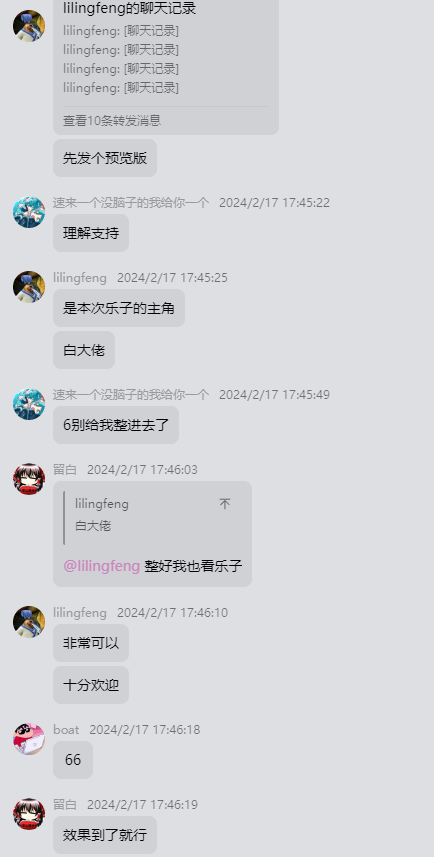 lilingfeng的聊天记录
lilingfeng: [聊天记录]
lilingfeng: [聊天记录]
lilingfeng: [聊天记录]
lilingfeng: [聊天记录]
查看10条转发消息
先发个预览版
速来一个没脑子的我给你一个 2024/2/17 17:45:22
理解支持
lilingfeng 2024/2/17 17:45:25
是本次乐子的主角
白大佬
速来一个没脑子的我给你一个 2024/2/17 17:45:49
6别给我整进去了
留白 2024/2/17 17:46:03
lilingfeng
白大佬
@lilingfeng 整好我也看乐子
lilingfeng 2024/2/17 17:46:10
非常可以
十分欢迎
boat 2024/2/17 17:46:18
66
留白 2024/2/17 17:46:19
效果到了就行